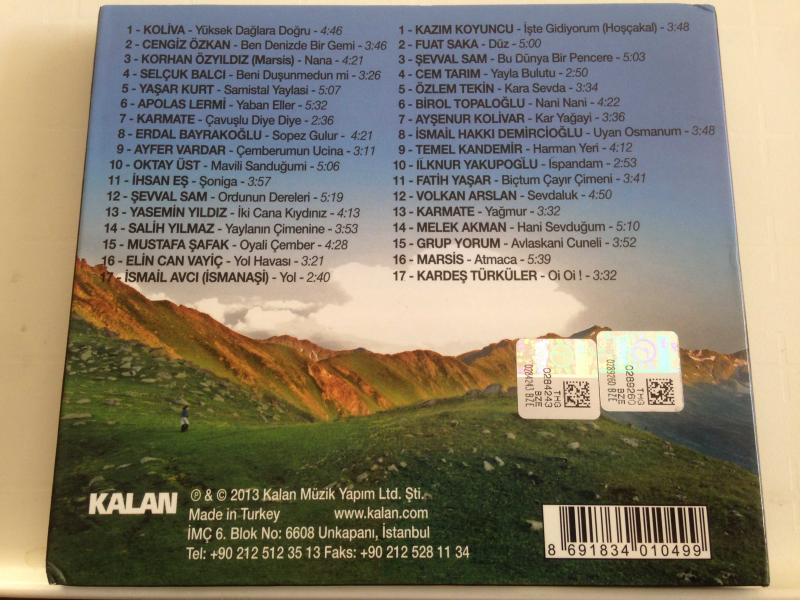 1 - KOLİVA - Yüksek Dağlara Doğru - 4:46
2 - CENGİZ ÖZKAN - Ben Denizde Bir Gemi - 3:46
3 - KORHAN ÖZYILDIZ (Marsis) - Nana - 4:21
4 - SELÇUK BALCI - Beni Duşunmedun mi - 3:26
5 - YAŞAR KURT - Samistal Yaylasi - 5:07
6 - APOLAS LERMİ - Yaban Eller - 5:32
7 - KARMATE - Çavuşlu Diye Diye - 2:36
8 - ERDAL BAYRAKOĞLU - Sopez Gulur - 4:21
9 - AYFER VARDAR - Çemberumun Ucina - 3:11
10 - OKTAY ÜST - Mavili Sanduğumi - 5:06
11 - İHSAN EŞ - Şoniga - 3:57
12 - ŞEVVAL SAM - Ordunun Dereleri - 5:19
13 - YASEMİN YILDIZ - İki Cana Kıydınız - 4:13
14 - SALİH YILMAZ - Yaylanın Çimenine - 3:53
15 - MUSTAFA ŞAFAK - Oyali Çember - 4:28
16 - ELİN CAN VAYİÇ - Yol Havası - 3:21
17 - İSMAİL AVCI (İSMANAŞİ) - Yol - 2:40
1 - KAZIM KOYUNCU - İşte Gidiyorum (Hoşçakal) - 3:48
2 - FUAT SAKA - Düz - 5:00
3 - ŞEVVAL SAM - Bu Dünya Bir Pencere - 5:03
4 - CEM TARIM - Yayla Bulutu - 2:50
5 - ÖZLEM TEKİN - Kara Sevda - 3:34
6 - BİROL TOPALOĞLU - Nani Nani - 4:22
7 - AYŞENUR KOLİVAR - Kar Yağayi - 3:36
8 - İSMAİL HAKKI DEMİRCİOĞLU - Uyan Osmanum - 3:48
9 - TEMEL KANDEMİR - Harman Yeri - 4:12
10 - İLKNUR YAKUPOĞLU - İspandam - 2:53
11 - FATİH YAŞAR - Biçtum Çayır Çimeni - 3:41
12 - VOLKAN ARSLAN - Sevdaluk - 4:50
13 - KARMATE - Yağmur - 3:32
14 - MELEK AKMAN - Hani Sevduğum - 5:10
15 - GRUP YORUM - Avlaskani Cuneli - 3:52
16 - MARSİS - Atmaca - 5:39
17 - KARDEŞ TÜRKÜLER - Oi Oi ! - 3:32
THG
0284243
BZE
0284243 BZE
THG
0289260
BZE
0289260 BZE
KALAN
℗ & © 2013 Kalan Müzik Yapım Ltd. Şti.
Made in Turkey www.kalan.com
İMÇ 6. Blok No: 6608 Unkapanı, İstanbul
Tel: +90 212 512 35 13 Faks: +90 212 528 11 34
8 691834 010499